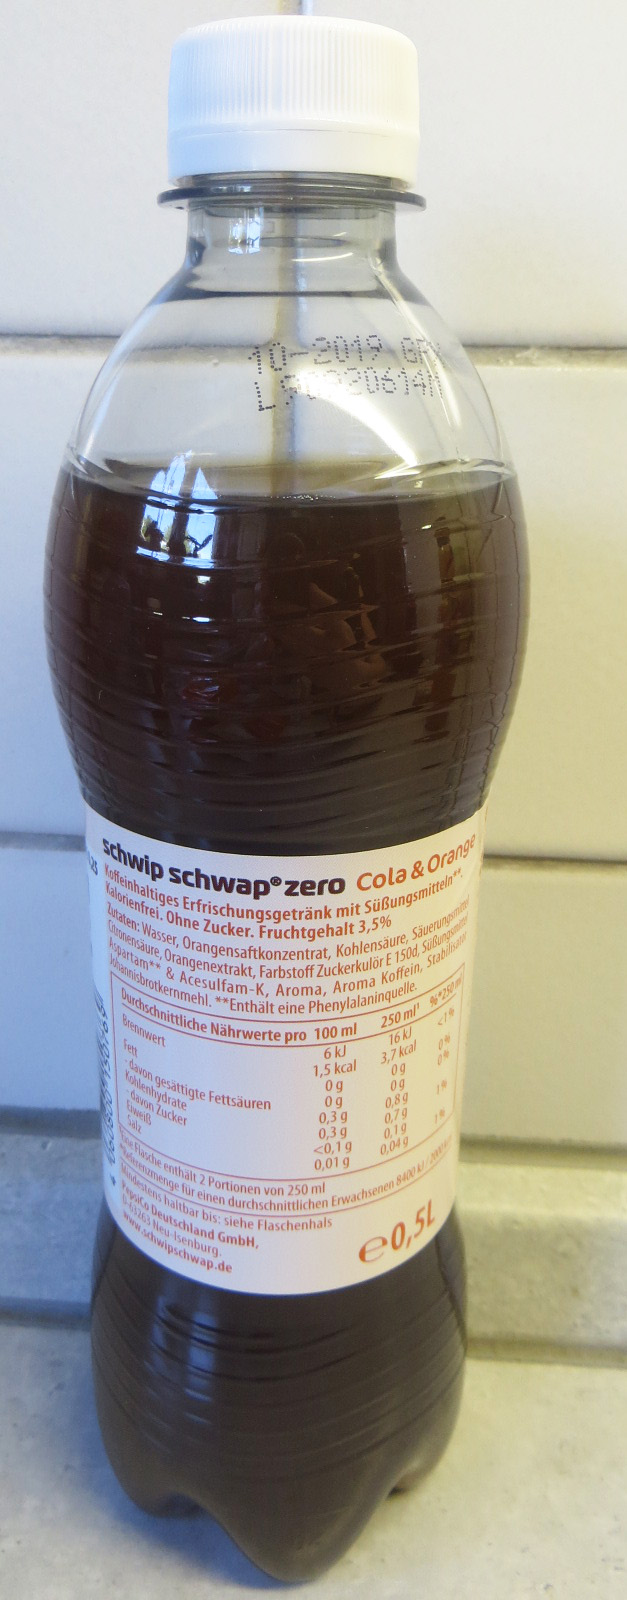 10-2019
schwip schwap® zero Cola & Orange
Koffeinhaltiges Erfrischungsgetränk mit Süßungsmitteln**.
Kalorienfrei. Ohne Zucker. Fruchtgehalt 3,5%
Zutaten: Wasser, Orangensaftkonzentrat, Kohlensäure, Säuerungsmittel
Citronensäure, Orangenextrakt, Farbstoff Zuckerkulör E 150d, Süßungsmittel
Aspartam** & Acesulfam-K, Aroma, Aroma Koffein, Stabilisator
Johannisbrotkernmehl. **Enthält eine Phenylalaninquelle.
Durchschnittliche Nährwerte pro 100 ml 250 ml¹ %*250 ml
Brennwert 6 kJ 16 kJ <1%
1,5 kcal 3,7 kcal
Fett 0 g 0 g 0%
- davon gesättigte Fettsäuren 0 g 0 g 0%
Kohlenhydrate 0,3 g 0,8 g
- davon Zucker 0,3 g 0,7 g 1%
Eiweiß <0,1 g 0,1 g
Salz 0,01 g 0,04 g 1%
¹Eine Flasche enthält 2 Portionen von 250 ml
*Referenzmenge für einen durchschnittlichen Erwachsenen 8400 kJ / 2000
Mindestens haltbar bis: siehe Flaschenhals
PepsiCo Deutschland GmbH,
D-63263 Neu-Isenburg.
www.schwipschwap.de
e 0,5L